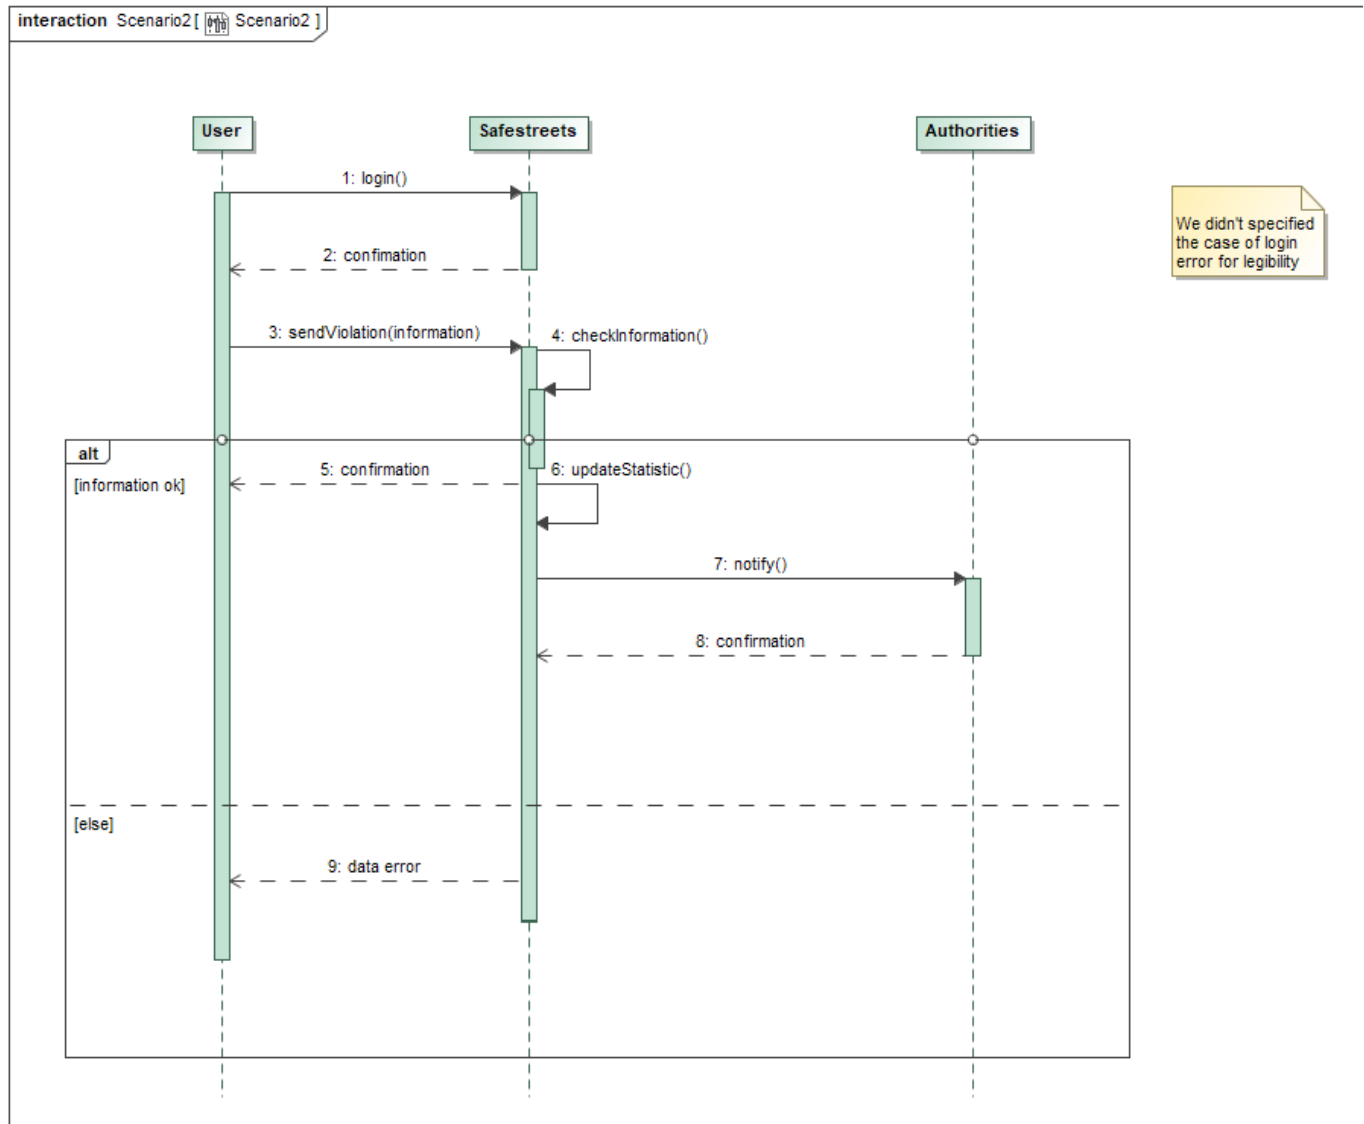 interaction Scenario2[ Scenario2 ]
User
Safestreets
Authorities
1: login()
We didn't specified
the case of login
error for legibility
2: confimation
3: sendViolation(information)
4: checkInformation()
alt
[information ok]
5: confirmation
6: updateStatistic()
7: notify()
8: confirmation
[else]
9: data error